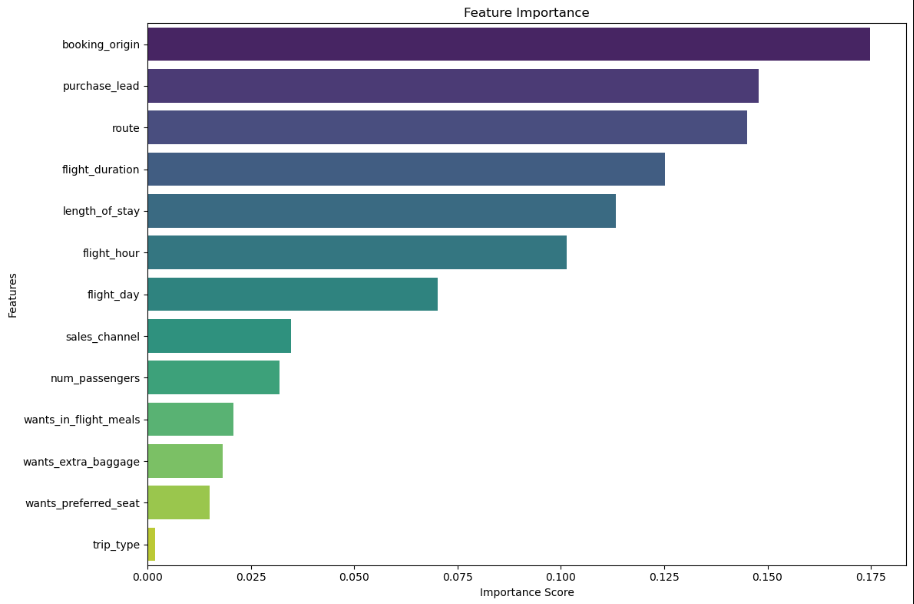 Feature Importance
booking_origin
purchase_lead
route
flight_duration
length_of_stay
flight_hour
flight_day
sales_channel
num_passengers
wants_in_flight_meals
wants_extra_baggage
wants_preferred_seat
trip_type
Features
0.000 0.025 0.050 0.075 0.100 0.125 0.150 0.175
Importance Score